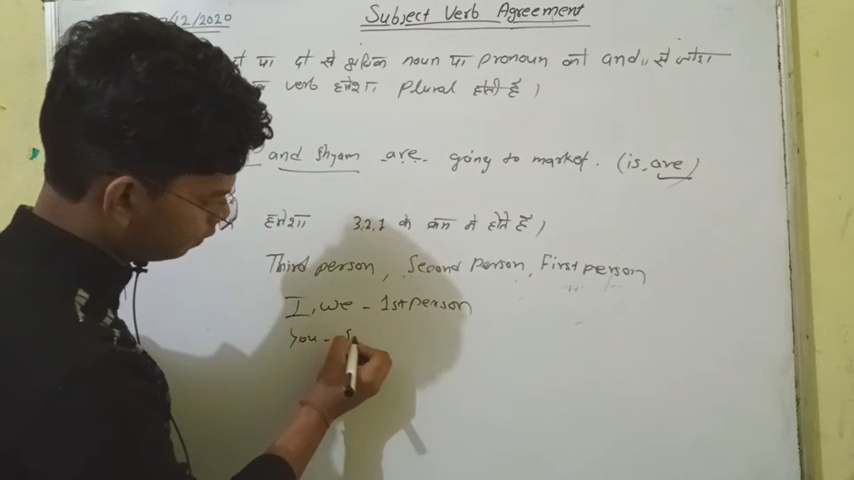 /12/2020
Subject Verb Agreement
या दो से अधिक noun या pronoun को and,, से जोड़ा
verb हमेशा plural होती हैं।
and Shyam are going to market. (is, are)
हमेशा 3,2,1 के क्रम में होते हैं।
Third person, Second Person, First person
I, we - 1st person
You - S